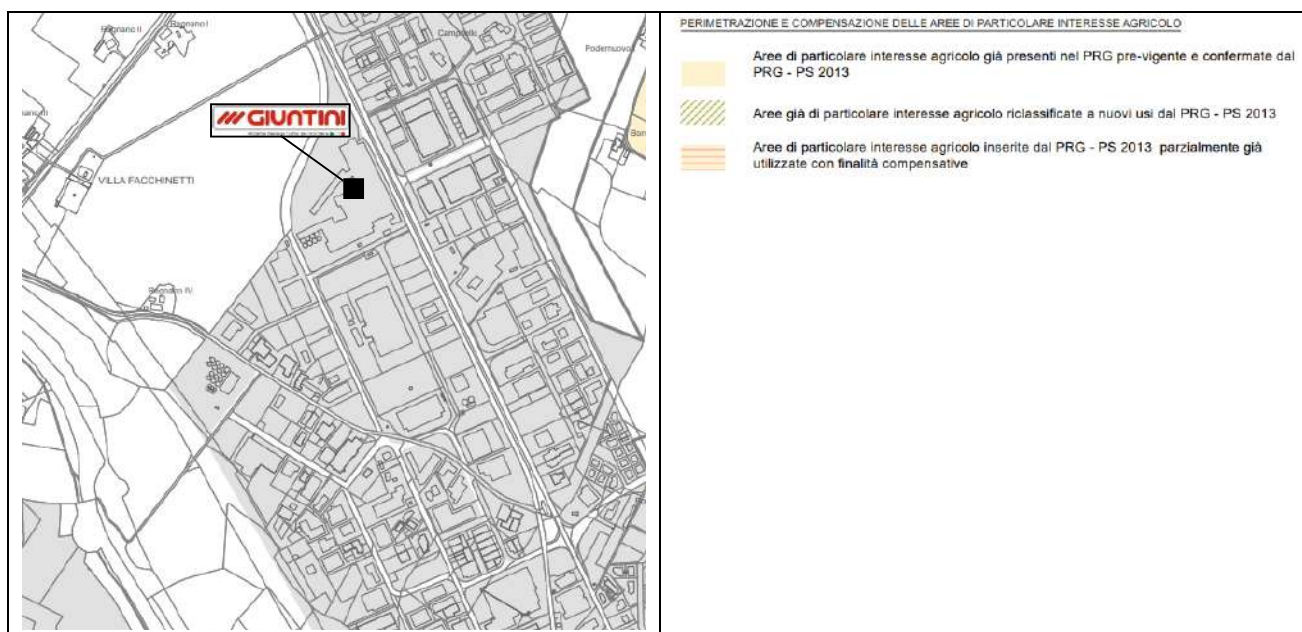 Bagnano II
Bagnano I
Campinelle
Podernuovo
GIUNTINI
VILLA FACCHINETTI
Bagnano IV
PERIMETRAZIONE E COMPENSAZIONE DELLE AREE DI PARTICOLARE INTERESSE AGRICOLO
Aree di particolare interesse agricolo già presenti nel PRG pre-vigente e confermate dal
PRG - PS 2013
Aree già di particolare interesse agricolo riclassificate a nuovi usi dal PRG - PS 2013
Aree di particolare interesse agricolo inserite dal PRG - PS 2013 parzialmente già
utilizzate con finalità compensative